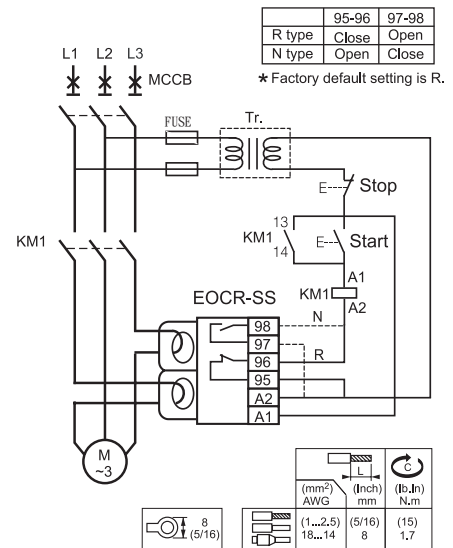 95-96 97-98
R type Close Open
N type Open Close
* Factory default setting is R.
L1 L2 L3
MCCB
FUSE
Tr.
E Stop
13
KM1
14
E Start
KM1
A1
KM1
A2
EOCR-SS
N
98
97
R
96
95
A2
A1
M
~3
8
(5/16)
L
C
(mm²)
AWG
(Inch)
mm
(lb.In)
N.m
(1...2.5)
18...14
(5/16)
8
(15)
1.7